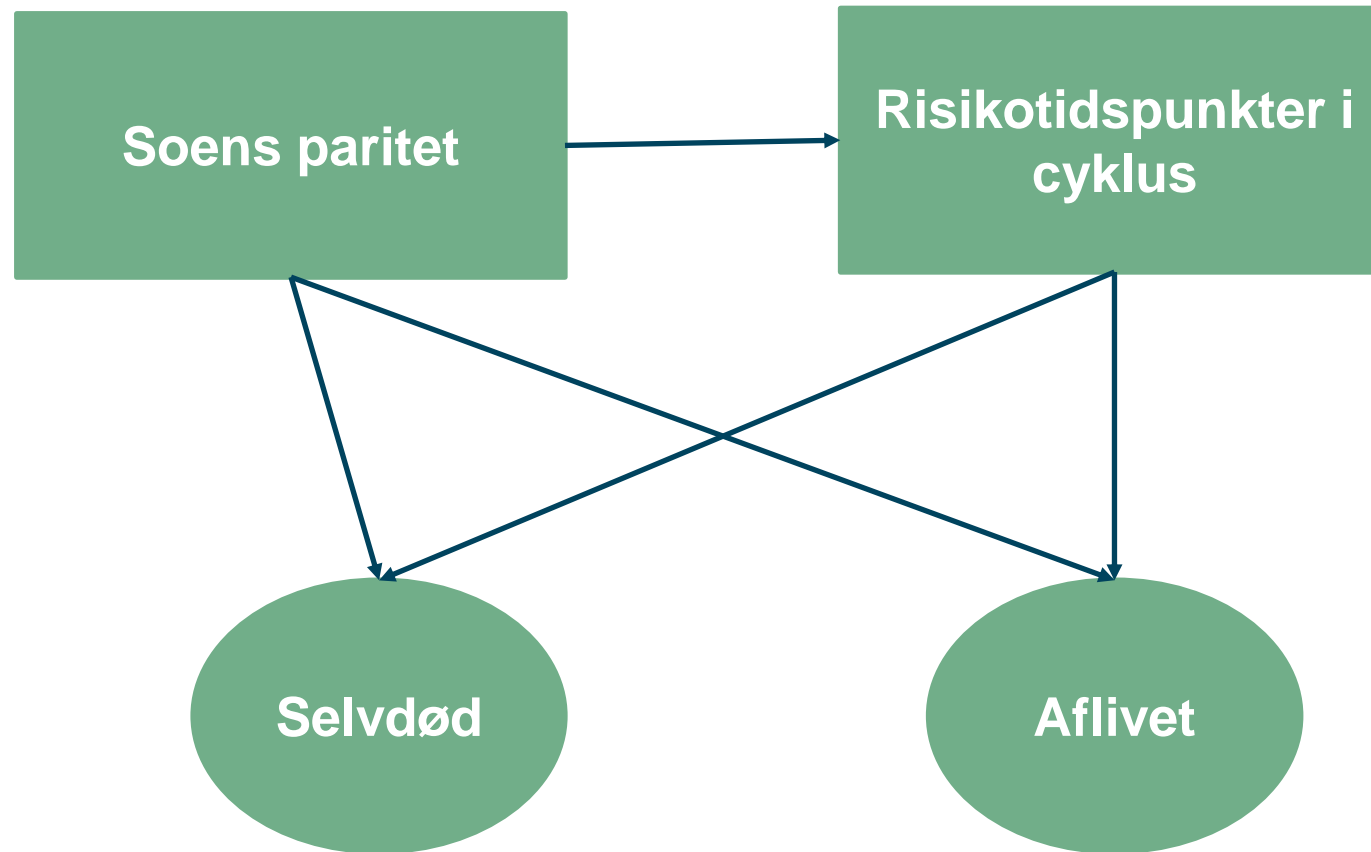 Soens paritet
Risikotidspunkter i
cyklus
Selvdød
Aflivet